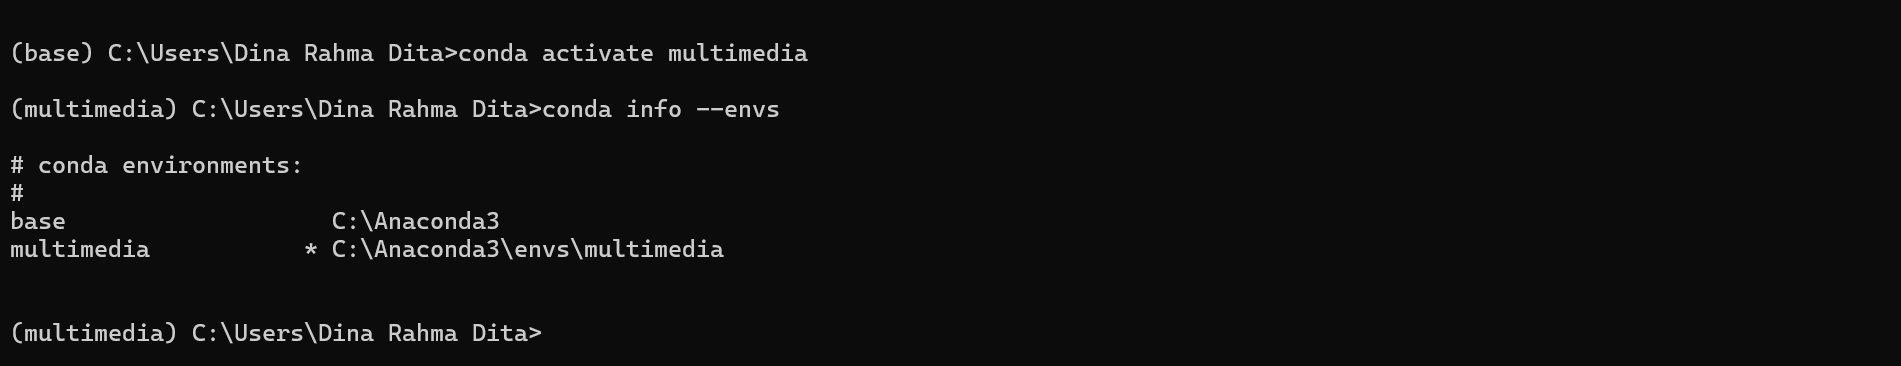 (base) C:\Users\Dina Rahma Dita>conda activate multimedia
(multimedia) C:\Users\Dina Rahma Dita>conda info --envs
# conda environments:
#
base                   C:\Anaconda3
multimedia           * C:\Anaconda3\envs\multimedia
(multimedia) C:\Users\Dina Rahma Dita>